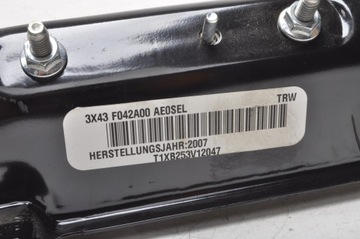 3X43 F042A00 AE0SEL TRW
HERSTELLUNGSJAHR:2007
T1XB253V12047